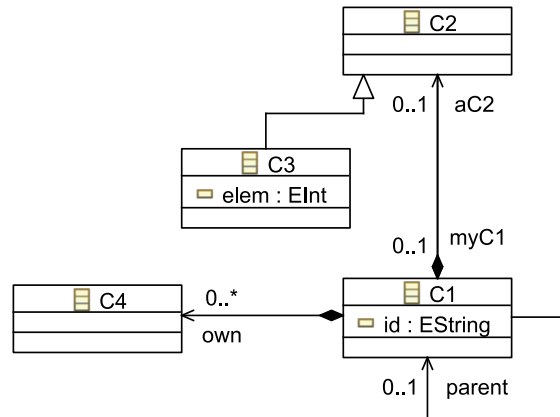 C2
0..1 aC2
C3
elem : EInt
0..1 myC1
C4
0..*
own
C1
id : EString
0..1 parent